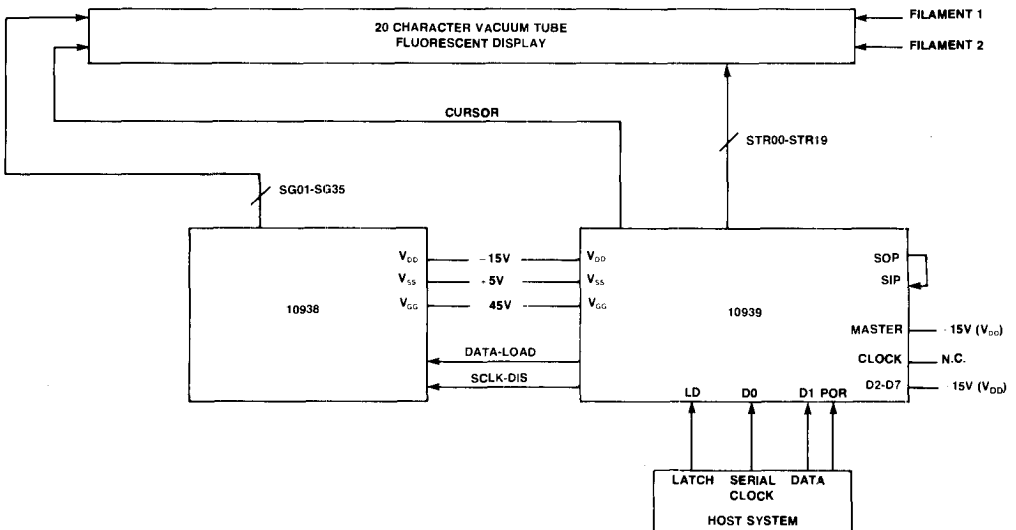 20 CHARACTER VACUUM TUBE
FLUORESCENT DISPLAY
FILAMENT 1
FILAMENT 2
CURSOR
STR00-STR19
SG01-SG35
10938
VDD
VSS
VGG
-15V
+5V
45V
DATA-LOAD
SCLK-DIS
VDD
VSS
VGG
10939
SOP
SIP
MASTER
-15V (VDD)
CLOCK
N.C.
D2-D7
-15V (VDD)
LD
D0
D1
POR
LATCH
SERIAL
CLOCK
DATA
HOST SYSTEM